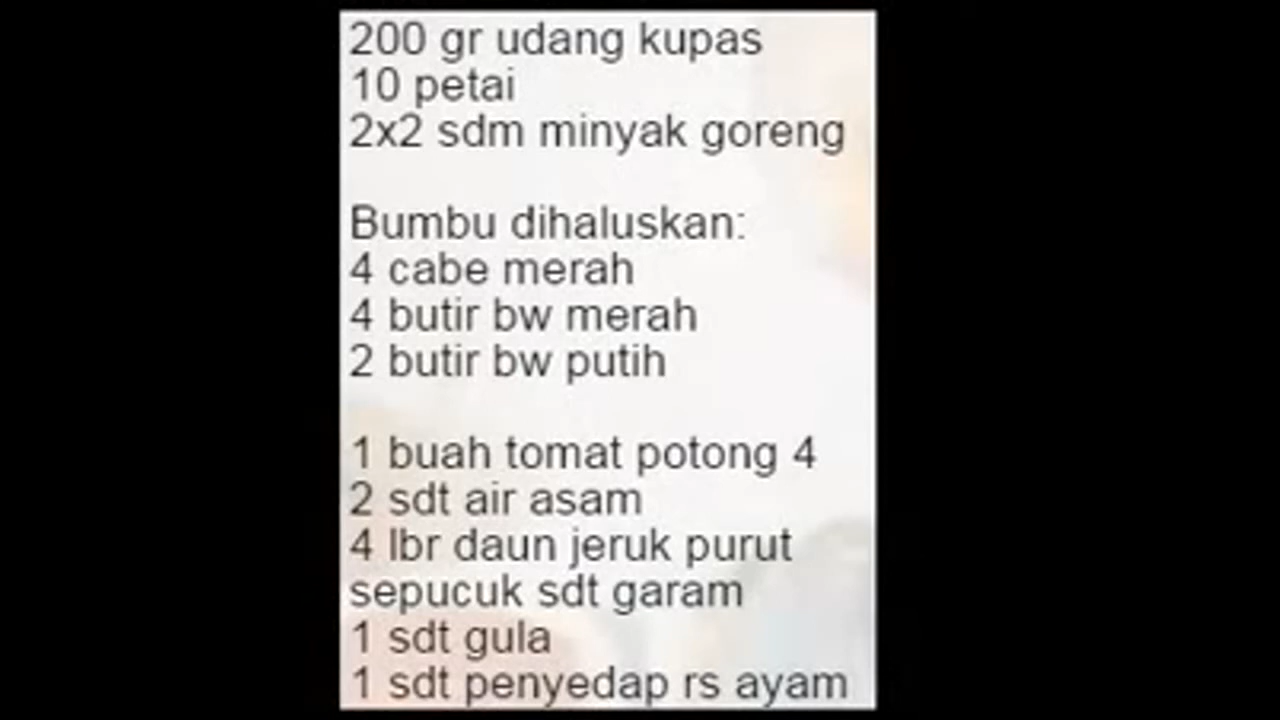 200 gr udang kupas
10 petai
2x2 sdm minyak goreng
Bumbu dihaluskan:
4 cabe merah
4 butir bw merah
2 butir bw putih
1 buah tomat potong 4
2 sdt air asam
4 lbr daun jeruk purut
sepucuk sdt garam
1 sdt gula
1 sdt penyedap rs ayam